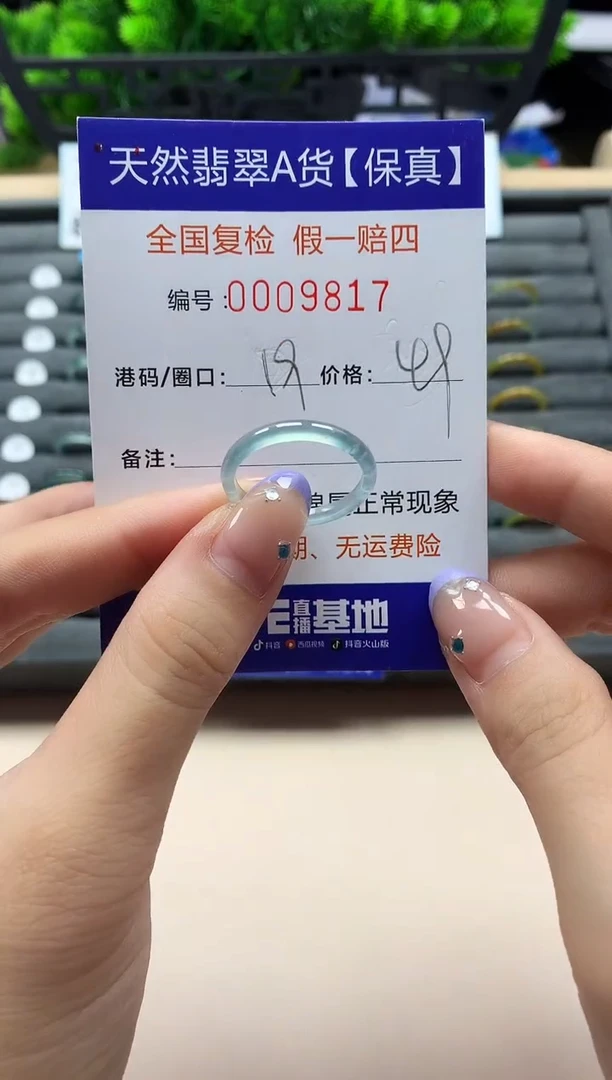 天然翡翠A货【保真】
全国复检 假一赔四
编号:0009817
港码/圈口: 价格:
备注:
正常现象
、无运费险
直播基地
抖音 西瓜视频 抖音火山版